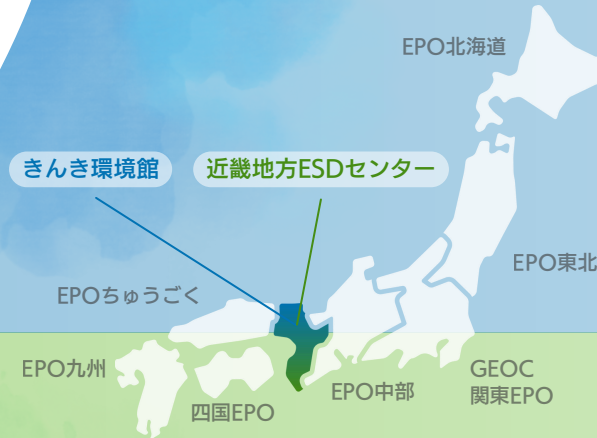 EPO北海道
きんき環境館
近畿地方ESDセンター
EPO東北
EPOちゅうごく
EPO九州
四国EPO
EPO中部
GEOC
関東EPO